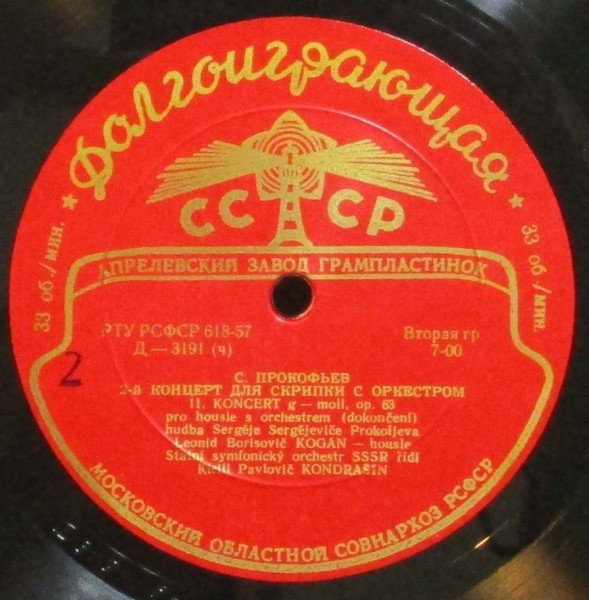 Долгоиграющая
СССР
33 об./мин.
33 об/мин.
АПРЕЛЕВСКИЙ ЗАВОД ГРАМПЛАСТИНОК
РТУ РСФСР 618-57
Вторая гр
Д — 3191 (ч)
7-00
2
С. ПРОКОФЬЕВ
2-й КОНЦЕРТ ДЛЯ СКРИПКИ С ОРКЕСТРОМ
11. KONCERT g — moll, op. 63
pro housle s orchestrem (dokončení)
hudba Sergěje Sergějeviče Prokofjeva
Leonid Borisovič KOGAN — housle
Statní symfonický orchestr SSSR řídí
Kirill Pavlovič KONDRAŠIN
МОСКОВСКИЙ ОБЛАСТНОЙ СОВНАРХОЗ РСФСР